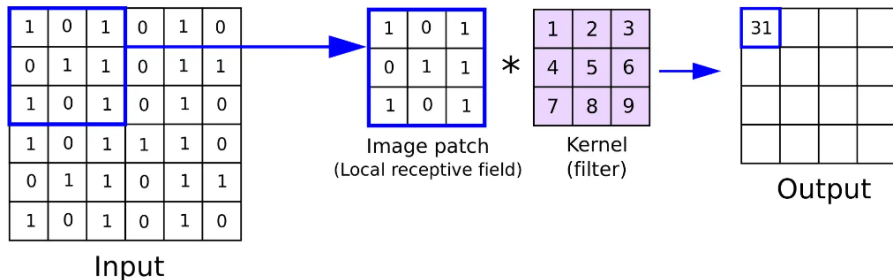 1 0 1 0 1 0
0 1 1 0 1 1
1 0 1 0 1 0
1 0 1 1 1 0
0 1 1 0 1 1
1 0 1 0 1 0
Input
1 0 1
0 1 1
1 0 1
Image patch
(Local receptive field)
*
1 2 3
4 5 6
7 8 9
Kernel
(filter)
31
Output